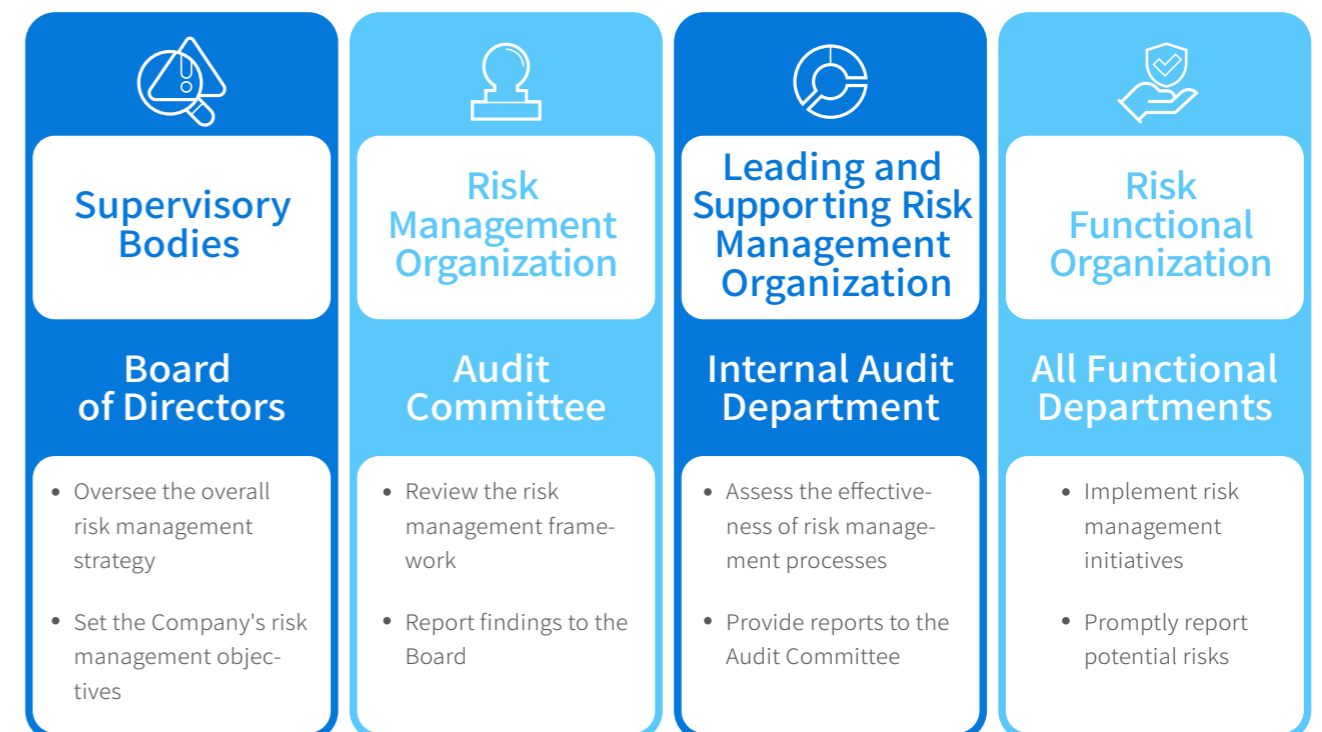 Supervisory
Bodies
Board
of Directors
Oversee the overall
risk management
strategy
Set the Company's risk
management objec-
tives
Risk
Management
Organization
Audit
Committee
Review the risk
management frame-
work
Report findings to the
Board
Leading and
Supporting Risk
Management
Organization
Internal Audit
Department
Assess the effective-
ness of risk manage-
ment processes
Provide reports to the
Audit Committee
Risk
Functional
Organization
All Functional
Departments
Implement risk
management
initiatives
Promptly report
potential risks